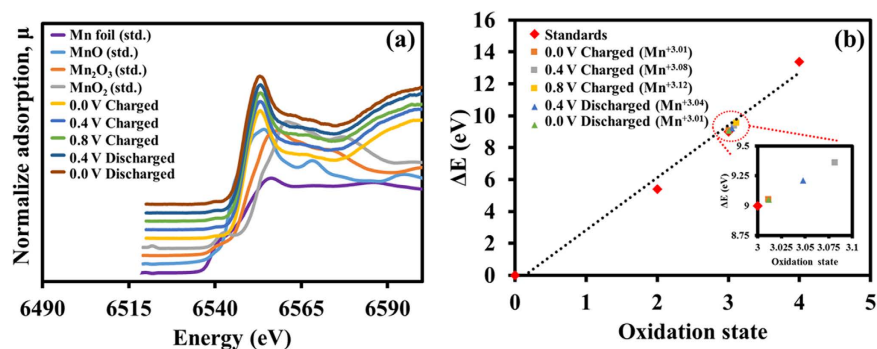 (a)
Normalize adsorption, μ
Mn foil (std.)
MnO (std.)
Mn₂O₃ (std.)
MnO₂ (std.)
0.0 V Charged
0.4 V Charged
0.8 V Charged
0.4 V Discharged
0.0 V Discharged
6490 6515 6540 6565 6590
Energy (eV)
(b)
ΔE (eV)
16
14
12
10
8
6
4
2
0
Standards
0.0 V Charged (Mn⁺³·⁰¹)
0.4 V Charged (Mn⁺³·⁰⁸)
0.8 V Charged (Mn⁺³·¹²)
0.4 V Discharged (Mn⁺³·⁰⁴)
0.0 V Discharged (Mn⁺³·⁰¹)
ΔE (eV)
9.5
9.25
9
8.75
3 3.025 3.05 3.075 3.1
Oxidation state
0 1 2 3 4 5
Oxidation state